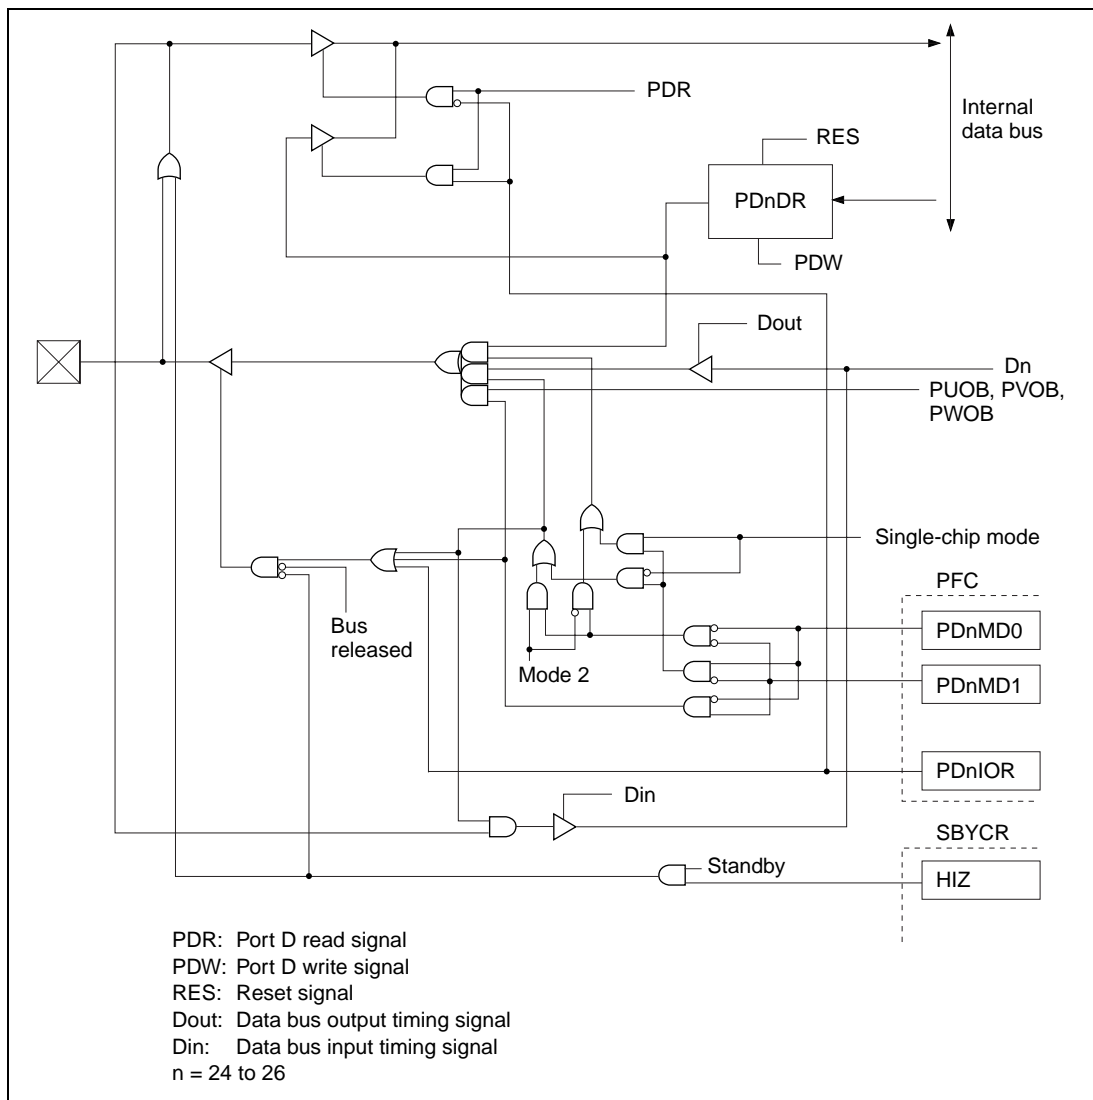 PDR
Internal
data bus
RES
PDnDR
PDW
Dout
Dn
PUOB, PVOB,
PWOB
Single-chip mode
PFC
Bus
released
Mode 2
PDnMD0
PDnMD1
PDnIOR
Din
SBYCR
Standby
HIZ
PDR: Port D read signal
PDW: Port D write signal
RES: Reset signal
Dout: Data bus output timing signal
Din: Data bus input timing signal
n = 24 to 26